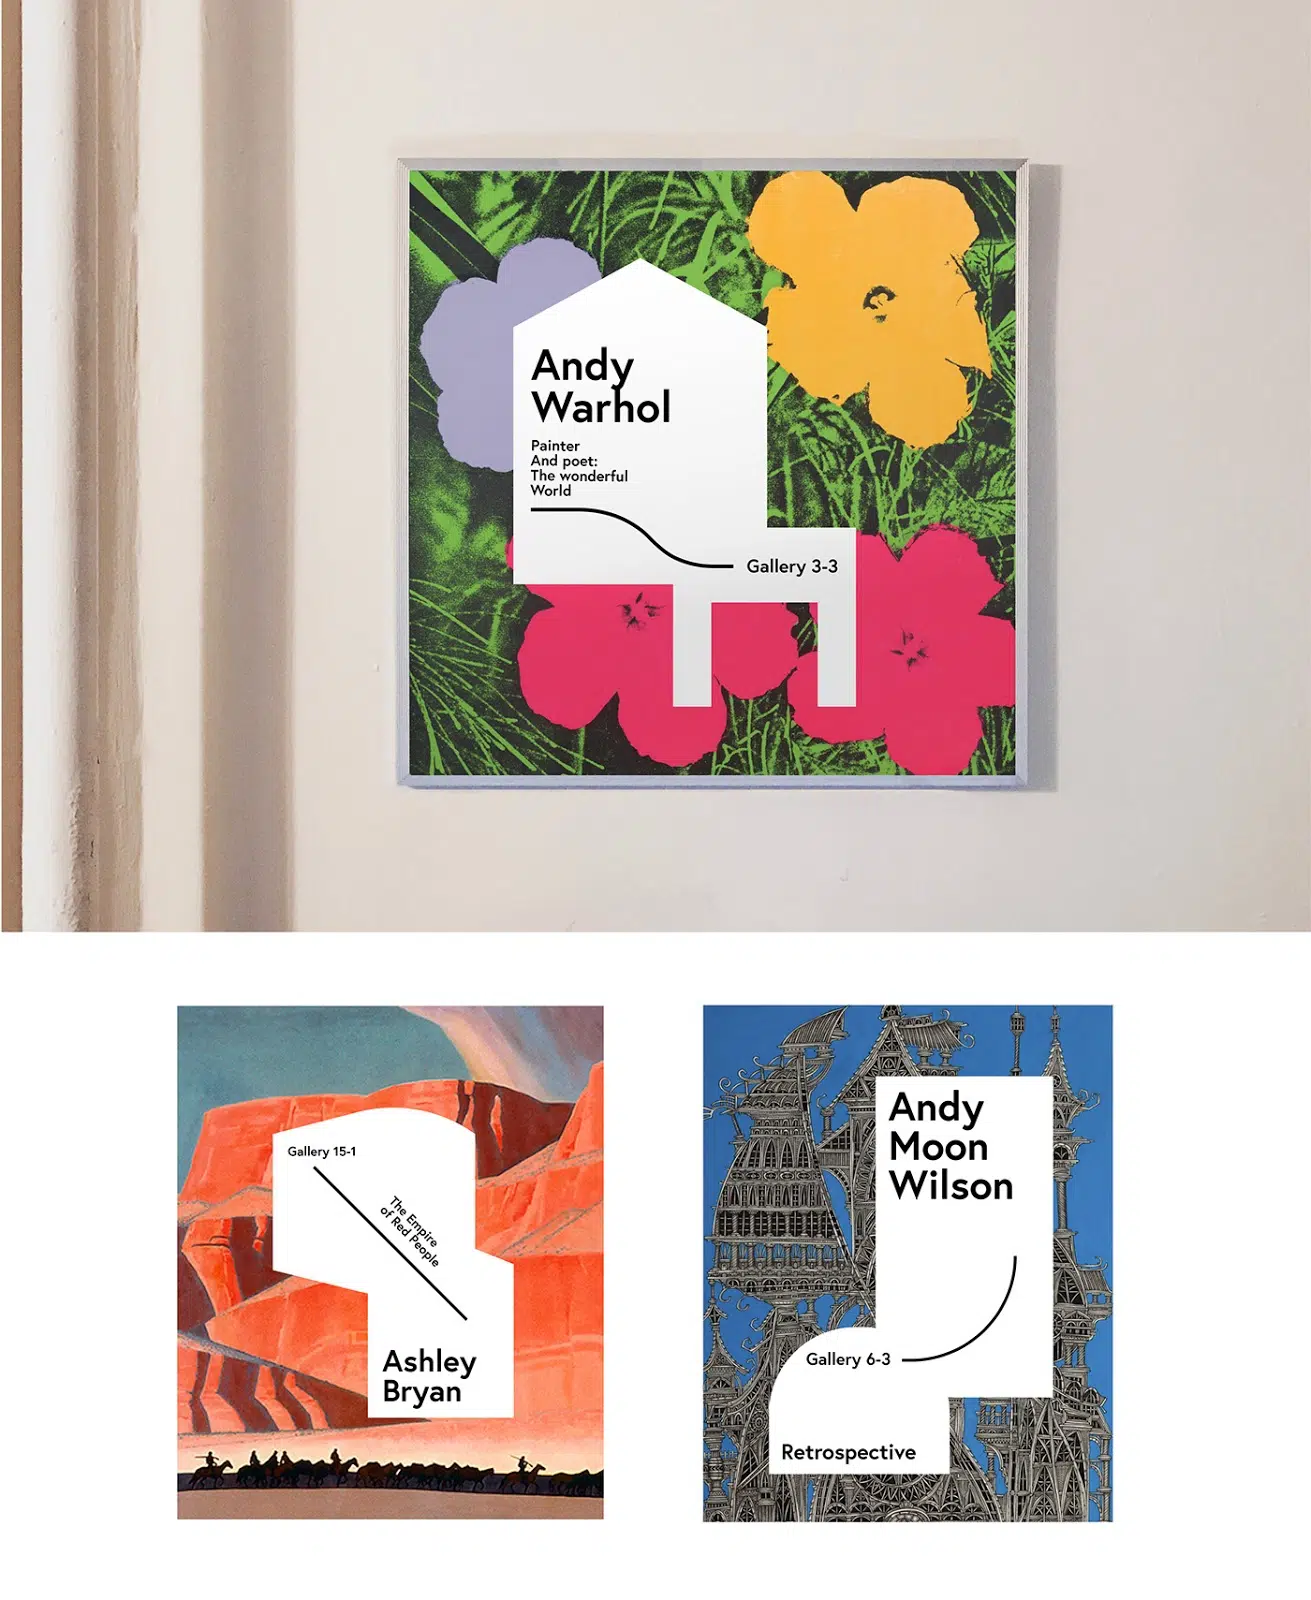 Andy
Warhol
Painter
And poet:
The wonderful
World
Gallery 3-3
Gallery 15-1
The Empire
of Red People
Ashley
Bryan
Andy
Moon
Wilson
Gallery 6-3
Retrospective